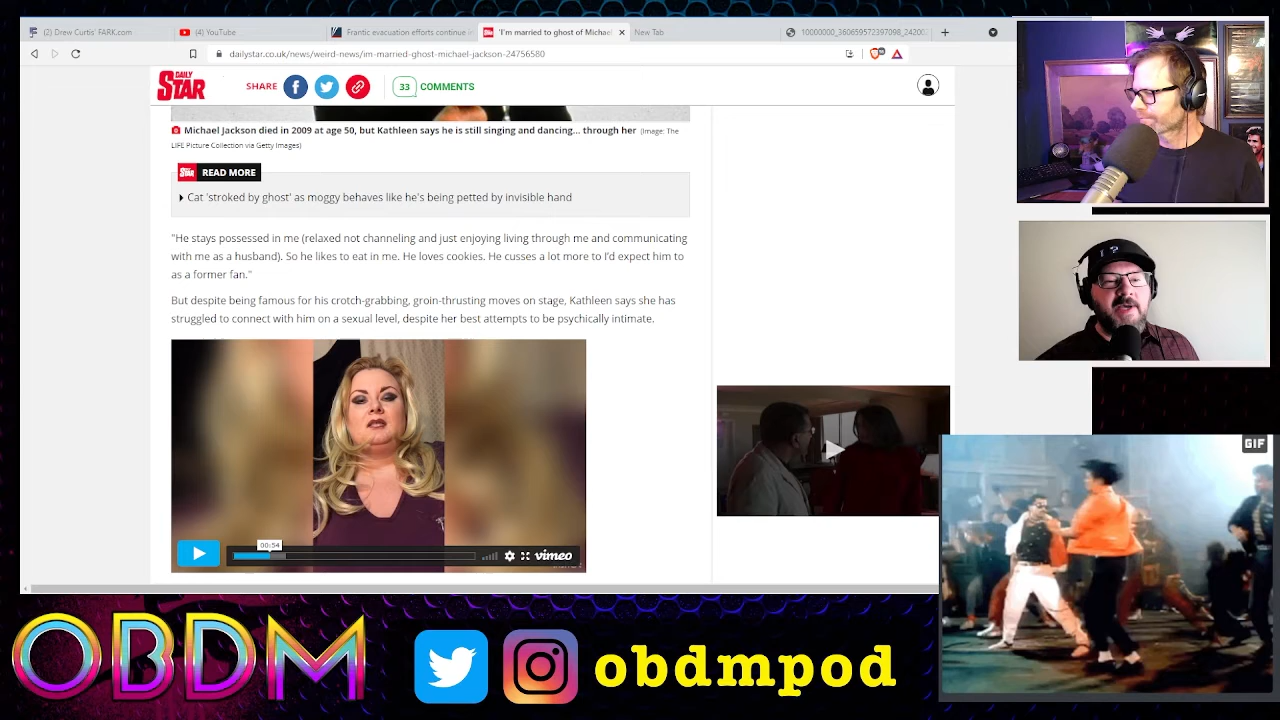 (2) Drew Curtis' FARK.com
(4) YouTube
Frantic evacuation efforts continue i
'I'm married to ghost of Michael
New Tab
10000000_360659572397098_24200
dailystar.co.uk/news/weird-news/im-married-ghost-michael-jackson-24756580
DAILY
STAR
SHARE
33
COMMENTS
Michael Jackson died in 2009 at age 50, but Kathleen says he is still singing and dancing... through her (Image: The
LIFE Picture Collection via Getty Images)
READ MORE
Cat 'stroked by ghost' as moggy behaves like he's being petted by invisible hand
"He stays possessed in me (relaxed not channeling and just enjoying living through me and communicating
with me as a husband). So he likes to eat in me. He loves cookies. He cusses a lot more to I'd expect him to
as a former fan."
But despite being famous for his crotch-grabbing, groin-thrusting moves on stage, Kathleen says she has
struggled to connect with him on a sexual level, despite her best attempts to be psychically intimate.
00:54
vimeo
GIF
OBDM
obdmpod